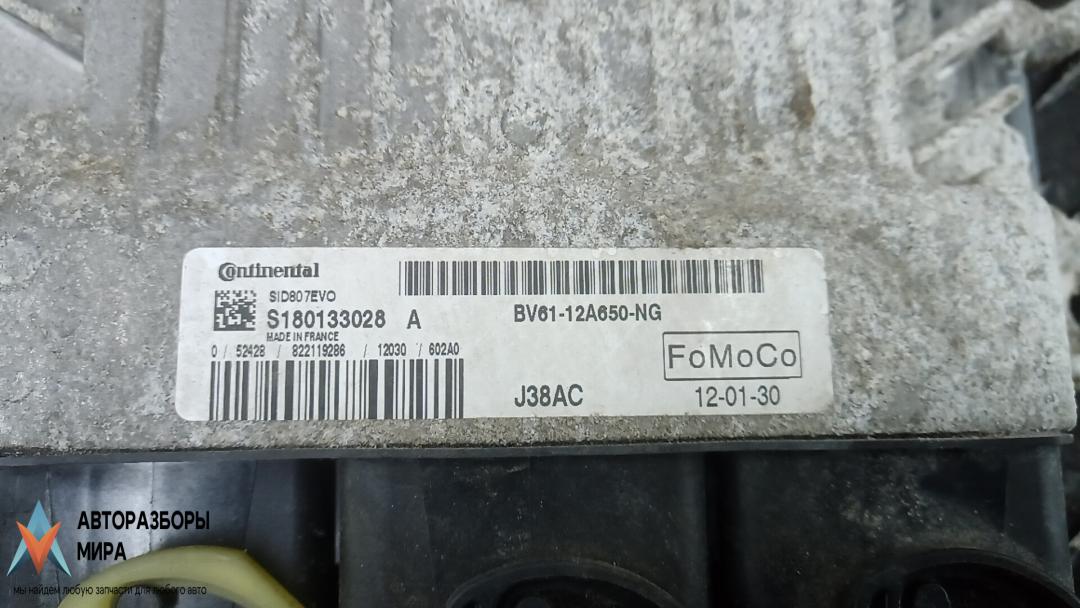 Continental
SID807EVO
S180133028 A
MADE IN FRANCE
0 / 52428 / 822119286 / 12030 / 602A0
BV61-12A650-NG
FoMoCo
J38AC
12-01-30
АВТОРАЗБОРЫ
МИРА
мы найдем любую запчасти для любого авто